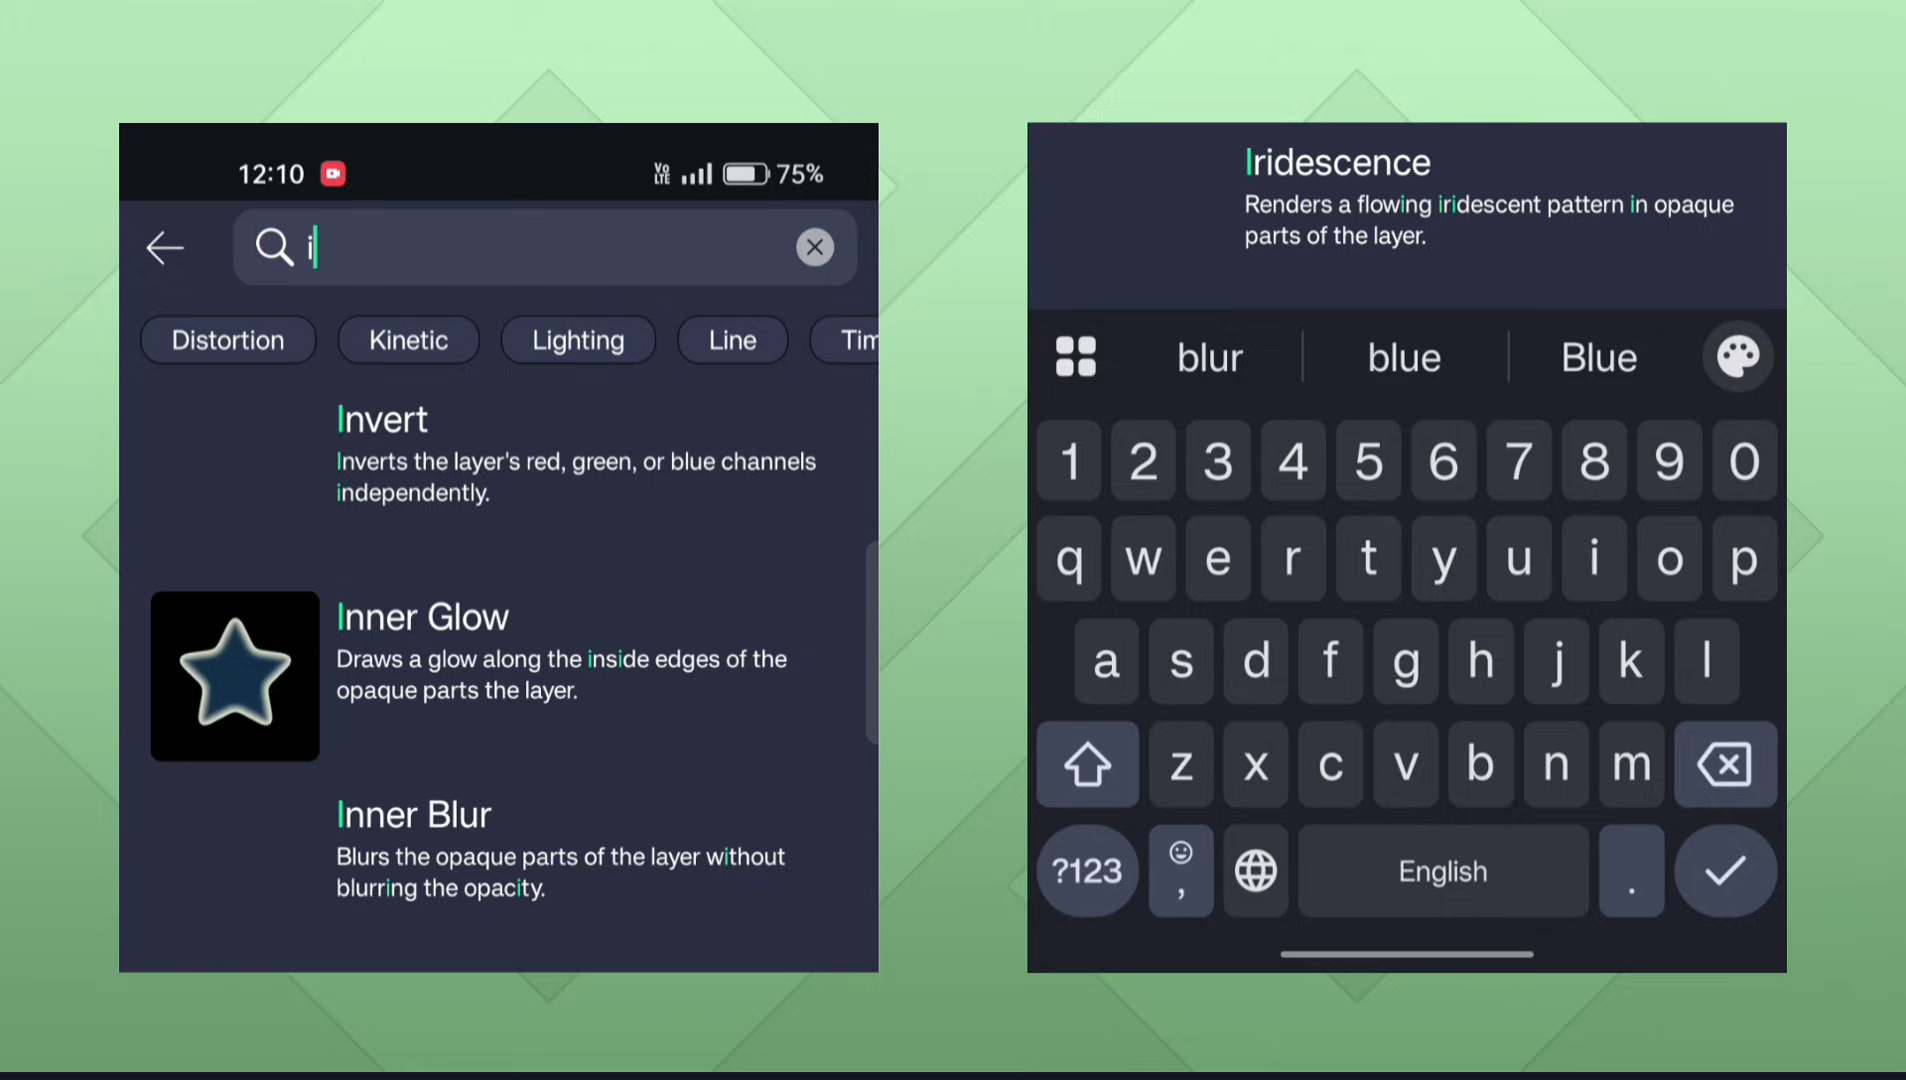 12:10
Vo
LTE
75%
i
Distortion
Kinetic
Lighting
Line
Tim
Invert
Inverts the layer's red, green, or blue channels
independently.
Inner Glow
Draws a glow along the inside edges of the
opaque parts the layer.
Inner Blur
Blurs the opaque parts of the layer without
blurring the opacity.
Iridescence
Renders a flowing iridescent pattern in opaque
parts of the layer.
blur
blue
Blue
1 2 3 4 5 6 7 8 9 0
q w e r t y u i o p
a s d f g h j k l
z x c v b n m
?123 , English .